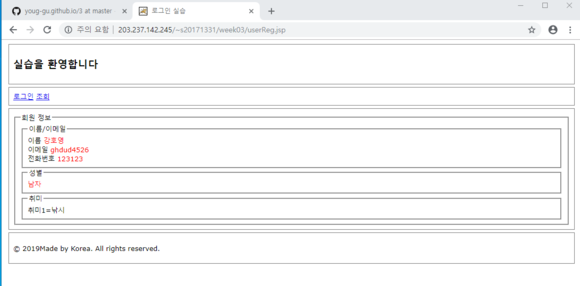 youg-gu.github.io/3 at master
로그인 실습
주의 요함 | 203.237.142.245/~s20171331/week03/userReg.jsp
실습을 환영합니다
로그인 조회
회원 정보
이름/이메일
이름 강호영
이메일 ghdud4526
전화번호 123123
성별
남자
취미
취미1=낚시
© 2019Made by Korea. All rights reserved.